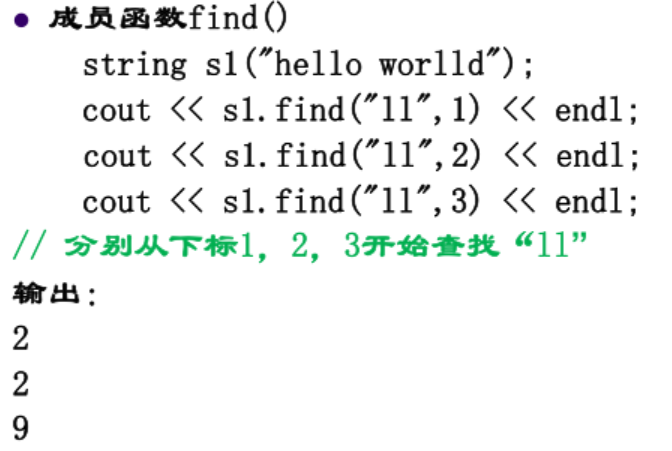 ● 成员函数find()
string s1("hello worlld");
cout << s1.find("ll",1) << endl;
cout << s1.find("ll",2) << endl;
cout << s1.find("ll",3) << endl;
// 分别从下标1, 2, 3开始查找“ll”
输出:
2
2
9